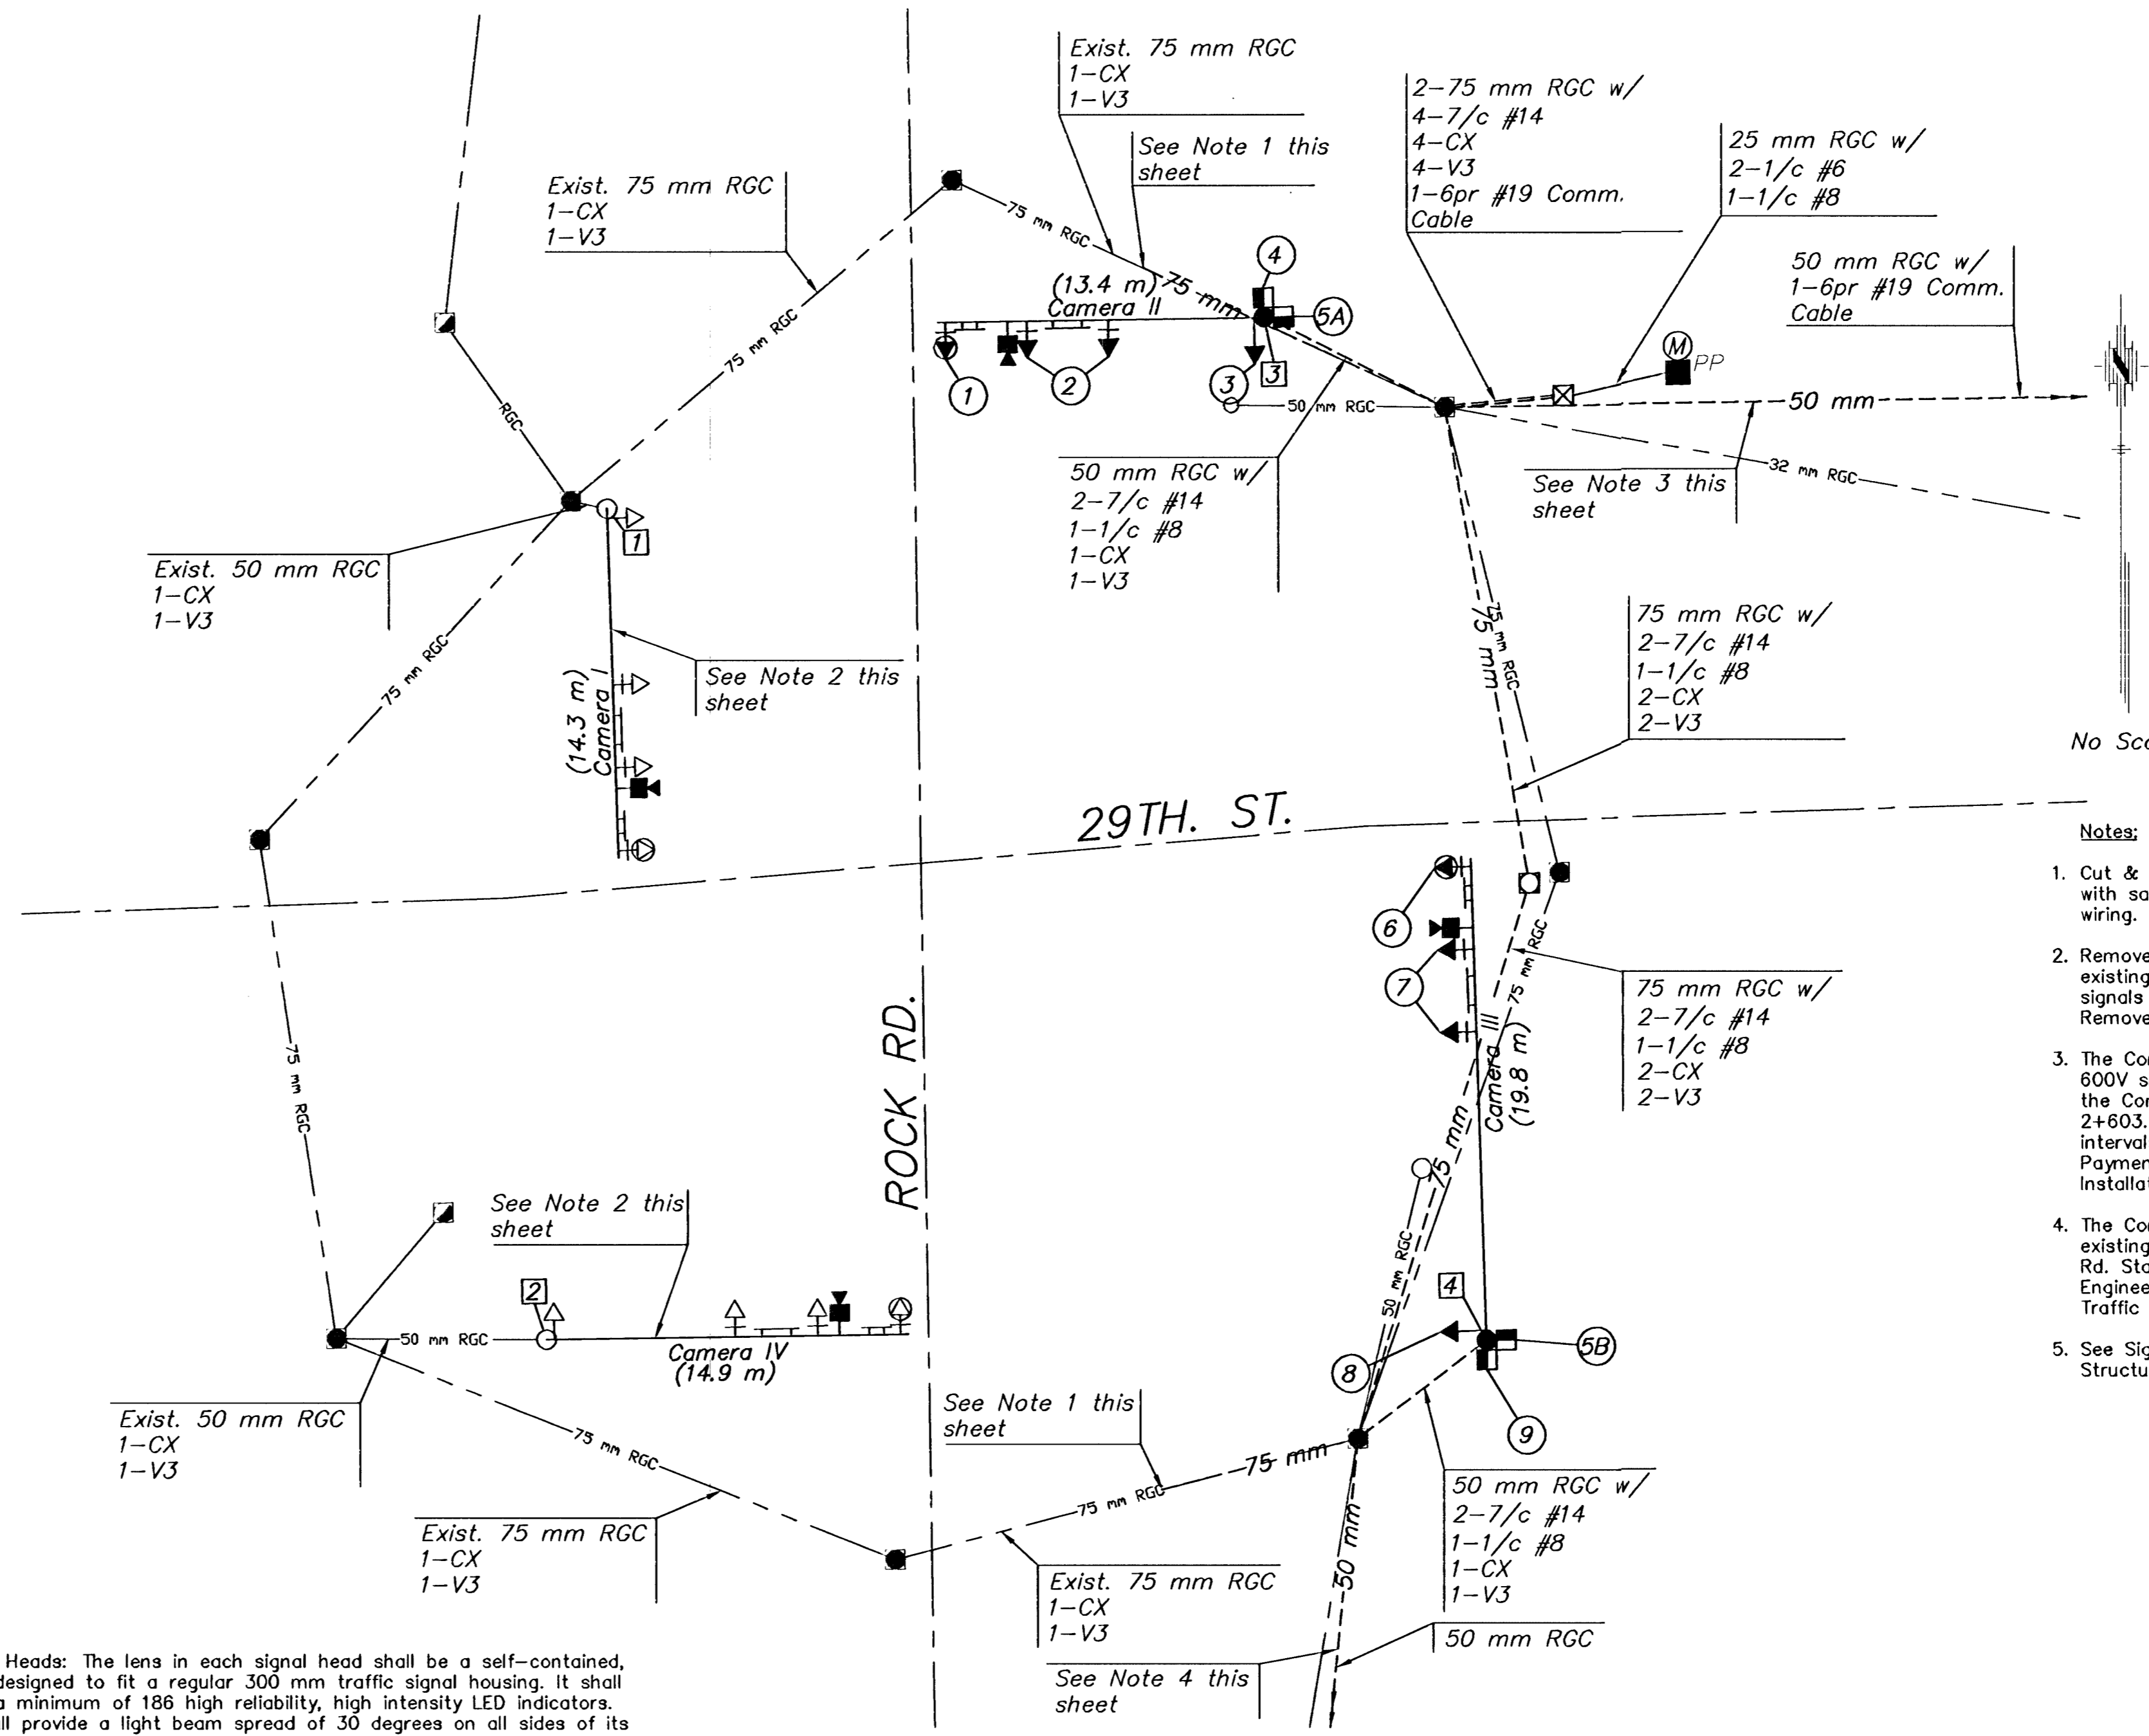 Exist. 75 mm RGC
1-CX
1-V3
See Note 1 this
sheet
2-75 mm RGC w/
4-7/c #14
4-CX
4-V3
1-6pr #19 Comm.
Cable
25 mm RGC w/
2-1/c #6
1-1/c #8
50 mm RGC w/
1-6pr #19 Comm.
Cable
Exist. 75 mm RGC
1-CX
1-V3
75 mm RGC
75 mm
(13.4 m)
Camera II
4
5A
1
2
3
3
M
PP
50 mm RGC
50 mm
32 mm RGC
75 mm RGC
RGC
50 mm RGC w/
2-7/c #14
1-1/c #8
1-CX
1-V3
See Note 3 this
sheet
1
Exist. 50 mm RGC
1-CX
1-V3
75 mm RGC
75 mm
75 mm RGC
75 mm RGC w/
2-7/c #14
1-1/c #8
2-CX
2-V3
See Note 2 this
sheet
Camera I
(14.3 m)
No Sca
29TH. ST.
ROCK RD.
6
7
75 mm RGC
75 mm RGC w/
2-7/c #14
1-1/c #8
2-CX
2-V3
Camera III
(19.8 m)
75 mm
75 mm RGC
50 mm RGC
See Note 2 this
sheet
2
50 mm RGC
Camera IV
(14.9 m)
4
5B
8
9
Exist. 50 mm RGC
1-CX
1-V3
75 mm RGC
See Note 1 this
sheet
75 mm
75 mm RGC
Exist. 75 mm RGC
1-CX
1-V3
Exist. 75 mm RGC
1-CX
1-V3
50 mm RGC w/
2-7/c #14
1-1/c #8
1-CX
1-V3
50 mm
50 mm RGC
See Note 4 this
sheet
Notes:
1. Cut &
with sa
wiring.
2. Remove
existing
signals
Remove
3. The Con
600V s
the Con
2+603.
interval
Paymen
Installat
4. The Con
existing
Rd. Sta
Enginee
Traffic
5. See Sig
Structu
Heads: The lens in each signal head shall be a self-contained,
designed to fit a regular 300 mm traffic signal housing. It shall
a minimum of 186 high reliability, high intensity LED indicators.
ll provide a light beam spread of 30 degrees on all sides of its